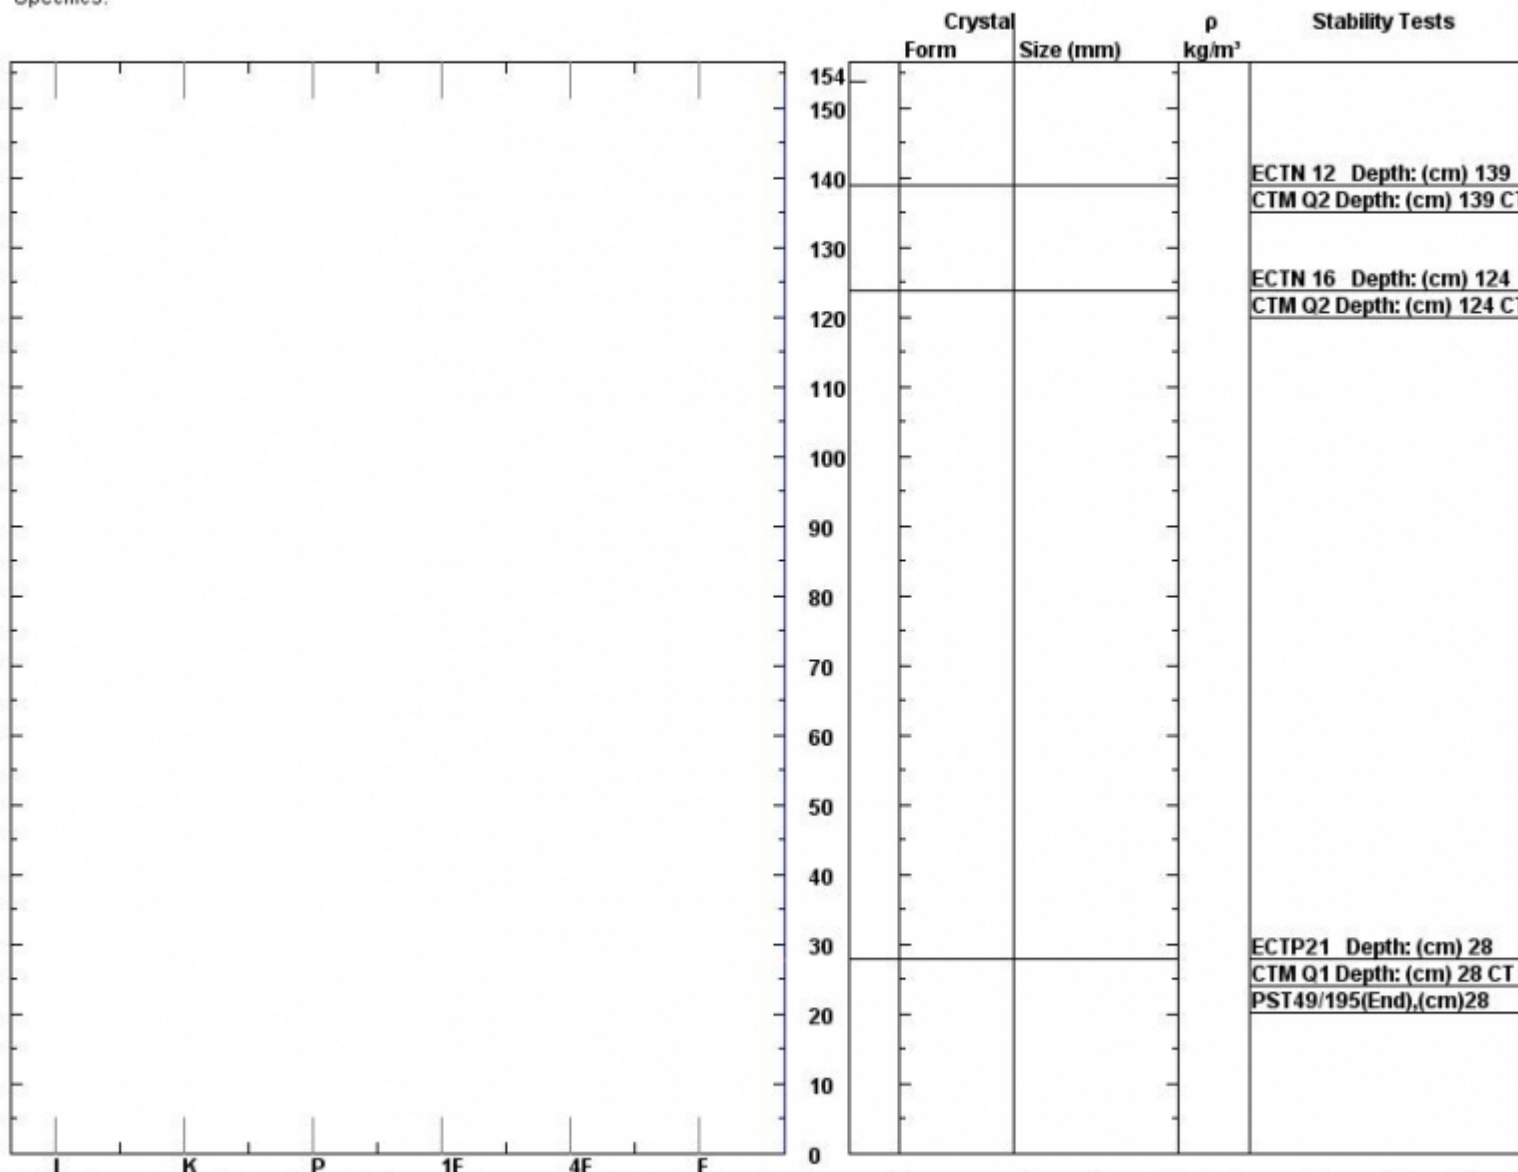 Specifics:
Crystal ρ Stability Tests
Form Size (mm) kg/m³
154
150
140
130
120
110
100
90
80
70
60
50
40
30
20
10
0
ECTN 12 Depth: (cm) 139
CTM Q2 Depth: (cm) 139 CT
ECTN 16 Depth: (cm) 124
CTM Q2 Depth: (cm) 124 CT
ECTP21 Depth: (cm) 28
CTM Q1 Depth: (cm) 28 CT
PST49/195(End),(cm)28
I K P 1F 4F F